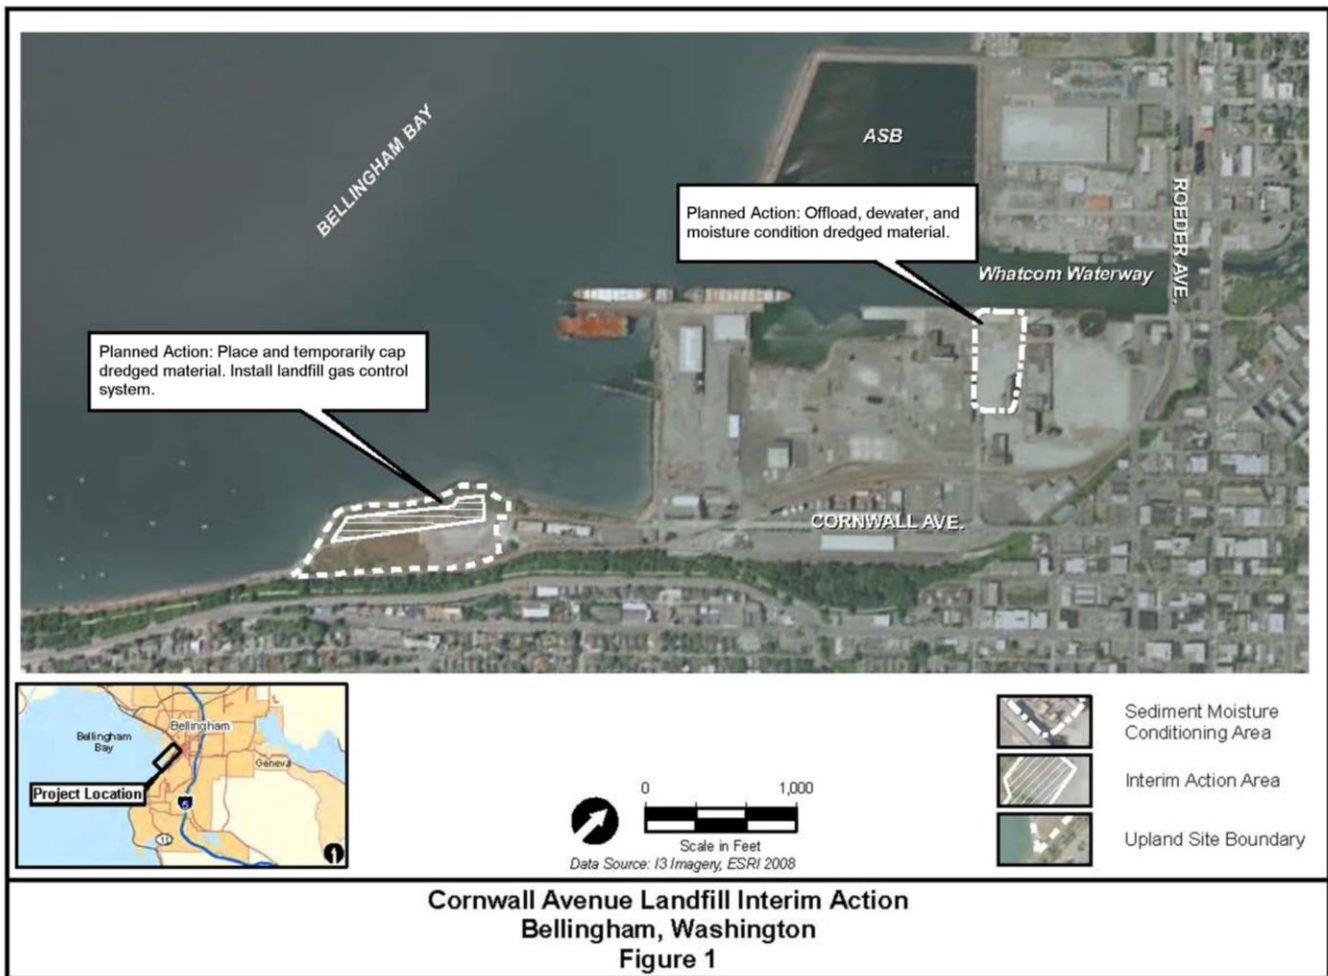 BELLINGHAM BAY
ASB
Planned Action: Offload, dewater, and
moisture condition dredged material.
ROEDER AVE.
Whatcom Waterway
Planned Action: Place and temporarily cap
dredged material. Install landfill gas control
system.
CORNWALL AVE.
Bellingham
Bellingham
Bay
Geneva
Project Location
5
11
0
1,000
Scale in Feet
Data Source: I3 Imagery, ESRI 2008
Sediment Moisture
Conditioning Area
Interim Action Area
Upland Site Boundary
Cornwall Avenue Landfill Interim Action
Bellingham, Washington
Figure 1